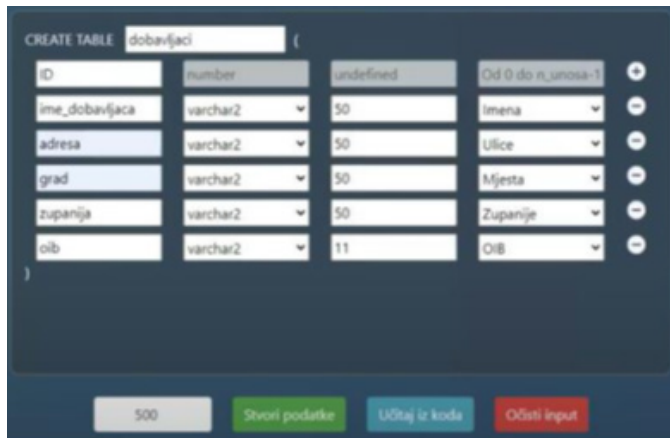 CREATE TABLE dobavljaci (
ID number undefined Od 0 do n_unosa-1
ime_dobavljaca varchar2 50 Imena
adresa varchar2 50 Ulice
grad varchar2 50 Mjesta
zupanija varchar2 50 Zupanije
oib varchar2 11 OIB
)
500 Stvori podatke Učitaj iz koda Očisti input